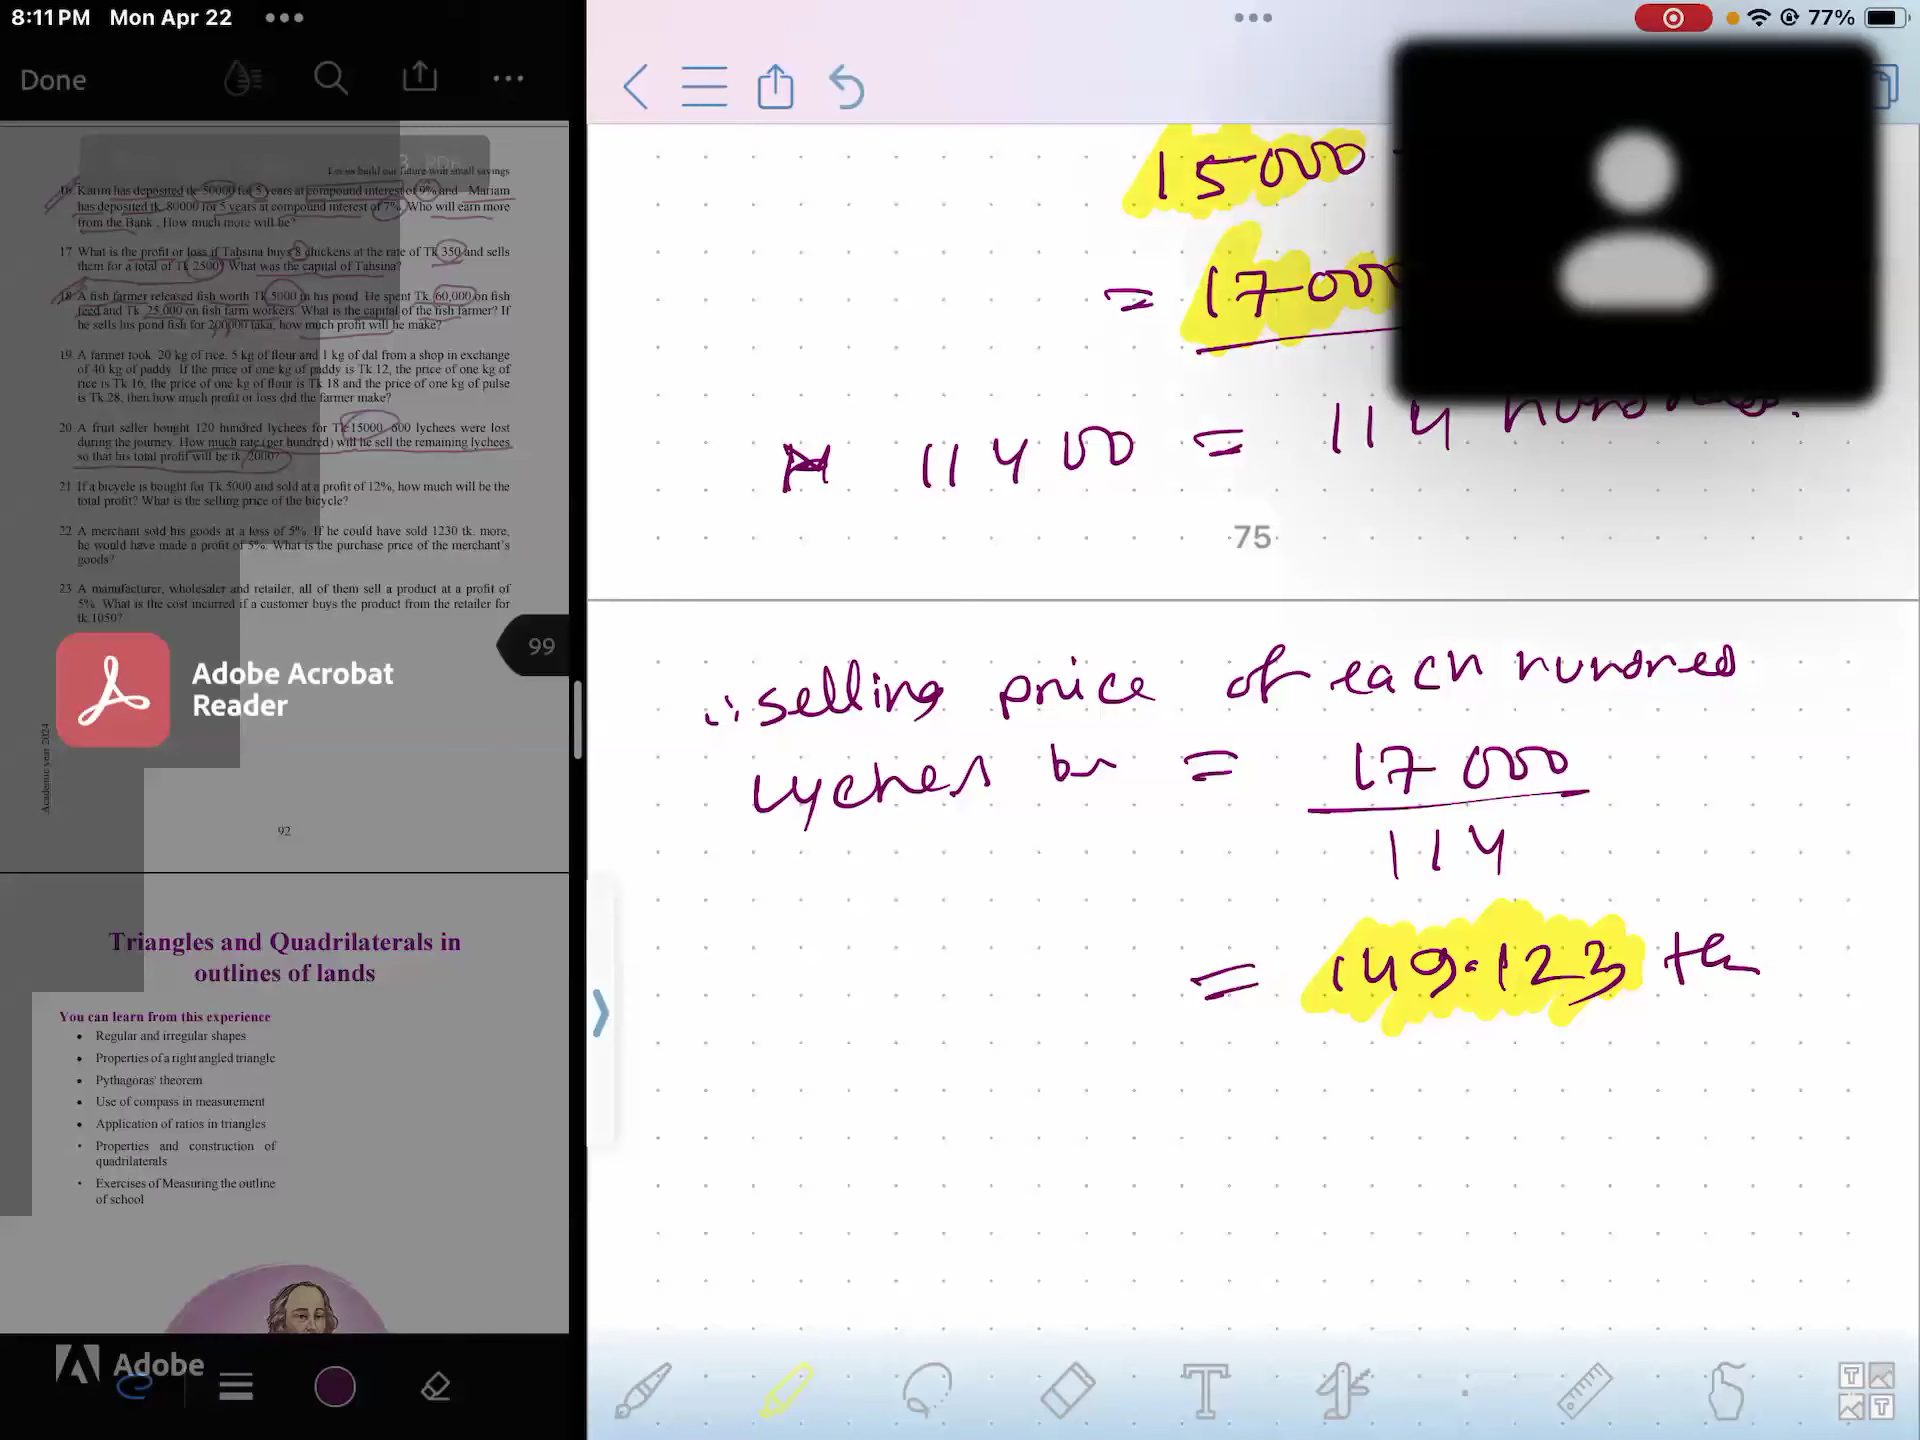 8:11 PM Mon Apr 22
77%
Done
Let us build our future with small savings
16 Karim has deposited tk 50000 for 5 years at compound interest of 9% and Mariam
has deposited tk. 80000 for 5 years at compound interest of 7%. Who will earn more
from the Bank . How much more will be?
17 What is the profit or loss if Tahsina buys 8 chickens at the rate of Tk 350 and sells
them for a total of Tk 2500? What was the capital of Tahsina?
18 A fish farmer released fish worth Tk 5000 in his pond. He spent Tk. 60,000 on fish
feed and Tk. 25,000 on fish farm workers. What is the capital of the fish farmer? If
he sells his pond fish for 200000 taka, how much profit will he make?
19. A farmer took 20 kg of rice, 5 kg of flour and 1 kg of dal from a shop in exchange
of 40 kg of paddy. If the price of one kg of paddy is Tk 12, the price of one kg of
rice is Tk 16, the price of one kg of flour is Tk 18 and the price of one kg of pulse
is Tk 28, then how much profit or loss did the farmer make?
20. A fruit seller bought 120 hundred lychees for Tk 15000. 600 lychees were lost
during the journey. How much rate (per hundred) will he sell the remaining lychees
so that his total profit will be tk. 2000?
21 If a bicycle is bought for Tk 5000 and sold at a profit of 12%, how much will be the
total profit? What is the selling price of the bicycle?
22 A merchant sold his goods at a loss of 5%. If he could have sold 1230 tk. more,
he would have made a profit of 5%. What is the purchase price of the merchant's
goods?
23 A manufacturer, wholesaler and retailer, all of them sell a product at a profit of
5%. What is the cost incurred if a customer buys the product from the retailer for
tk.1050?
99
Adobe Acrobat
Reader
Academic year 2024
92
Triangles and Quadrilaterals in
outlines of lands
You can learn from this experience
• Regular and irregular shapes
• Properties of a right angled triangle
• Pythagoras' theorem
• Use of compass in measurement
• Application of ratios in triangles
• Properties and construction of
quadrilaterals
• Exercises of Measuring the outline
of school
Adobe
15000
= 17000
11400 = 114 hundred
75
∴ selling price of each hundred
lyches = 17000
114
= 149.123 tk